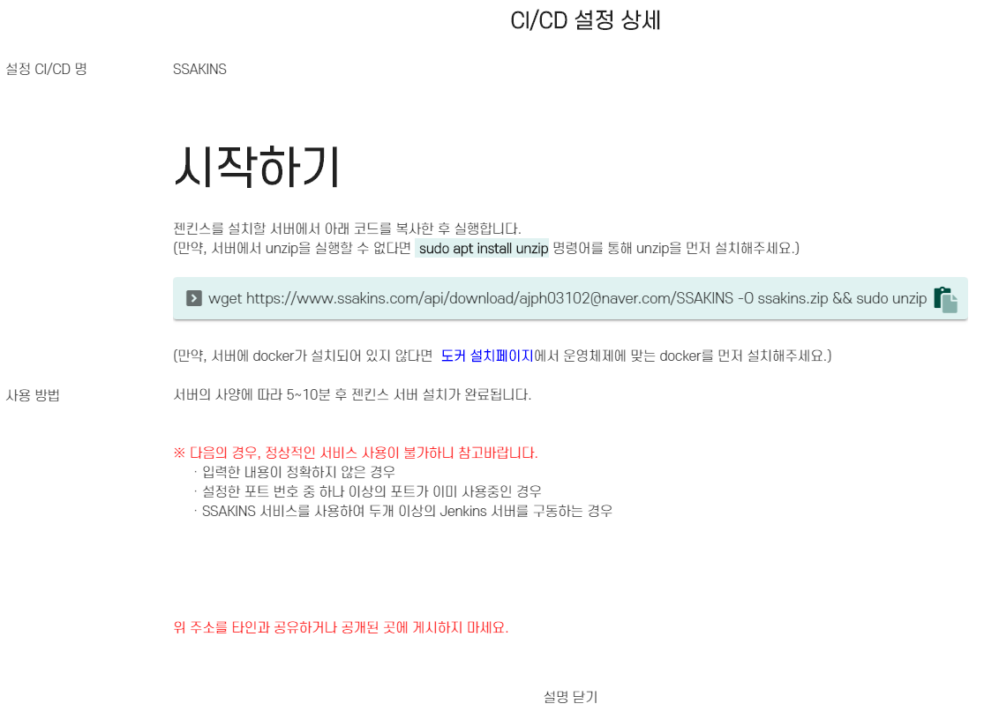 CI/CD 설정 상세
설정 CI/CD 명
SSAKINS
시작하기
젠킨스를 설치할 서버에서 아래 코드를 복사한 후 실행합니다.
(만약, 서버에서 unzip을 실행할 수 없다면 sudo apt install unzip 명령어를 통해 unzip을 먼저 설치해주세요.)
wget https://www.ssakins.com/api/download/ajph03102@naver.com/SSAKINS -O ssakins.zip && sudo unzip
(만약, 서버에 docker가 설치되어 있지 않다면 도커 설치페이지에서 운영체제에 맞는 docker를 먼저 설치해주세요.)
사용 방법
서버의 사양에 따라 5~10분 후 젠킨스 서버 설치가 완료됩니다.
※ 다음의 경우, 정상적인 서비스 사용이 불가하니 참고바랍니다.
· 입력한 내용이 정확하지 않은 경우
· 설정한 포트 번호 중 하나 이상의 포트가 이미 사용중인 경우
· SSAKINS 서비스를 사용하여 두개 이상의 Jenkins 서버를 구동하는 경우
위 주소를 타인과 공유하거나 공개된 곳에 게시하지 마세요.
설명 닫기